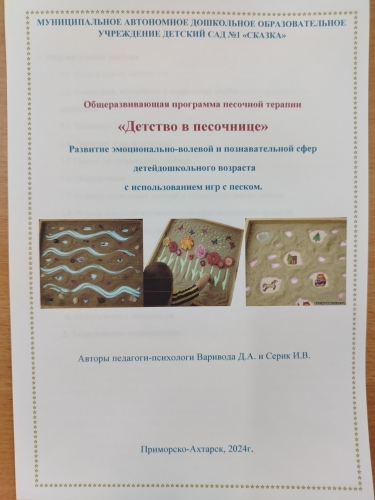 МУНИЦИПАЛЬНОЕ АВТОНОМНОЕ ДОШКОЛЬНОЕ ОБРАЗОВАТЕЛЬНОЕ
УЧРЕЖДЕНИЕ ДЕТСКИЙ САД №1 «СКАЗКА»
Общеразвивающая программа песочной терапии
«Детство в песочнице»
Развитие эмоционально-волевой и познавательной сфер
детейдошкольного возраста
с использованием игр с песком.
Авторы педагоги-психологи Варивода Д.А. и Серик И.В.
Приморско-Ахтарск, 2024г.